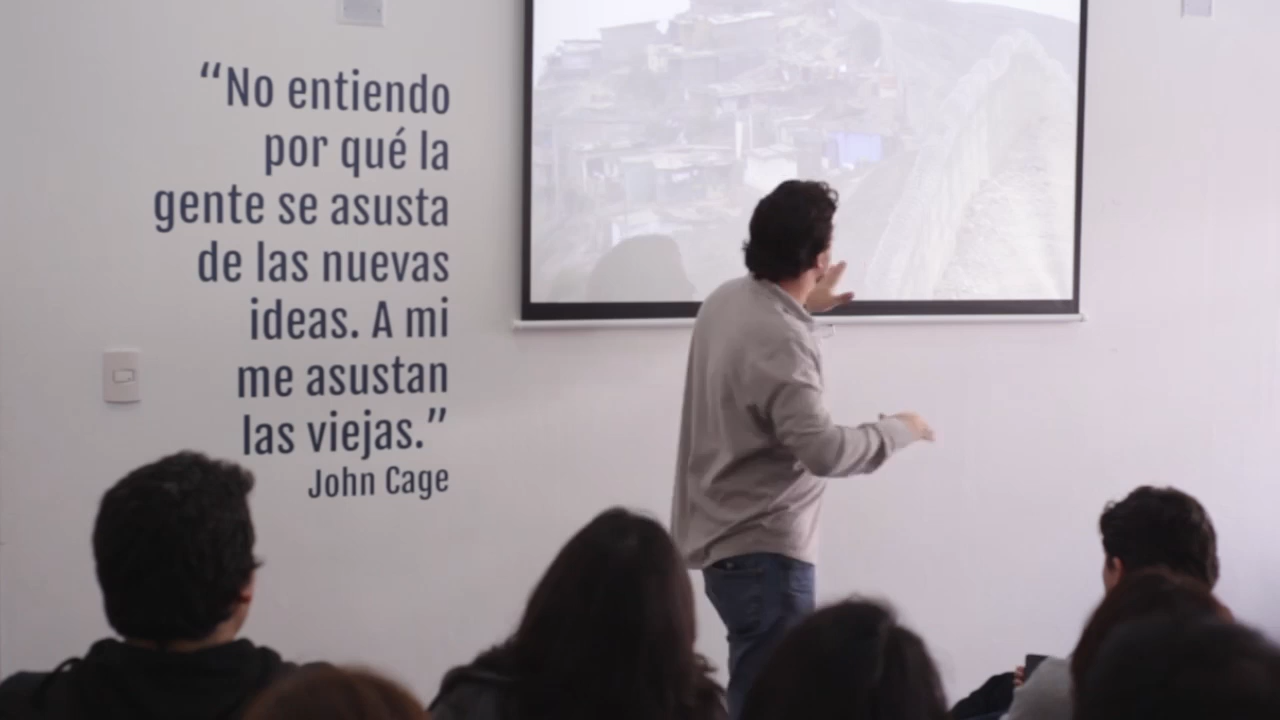 “No entiendo
por qué la
gente se asusta
de las nuevas
ideas. A mi
me asustan
las viejas.”
John Cage